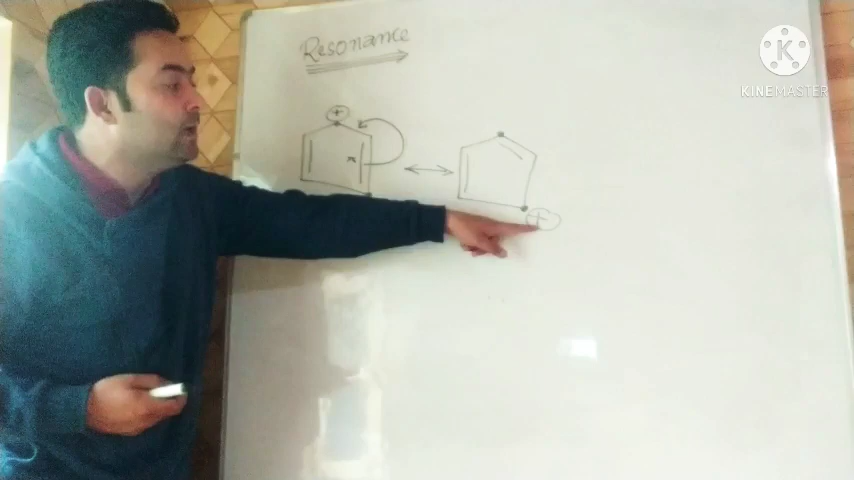 Resonance
+
π
+
K
KINEMASTER